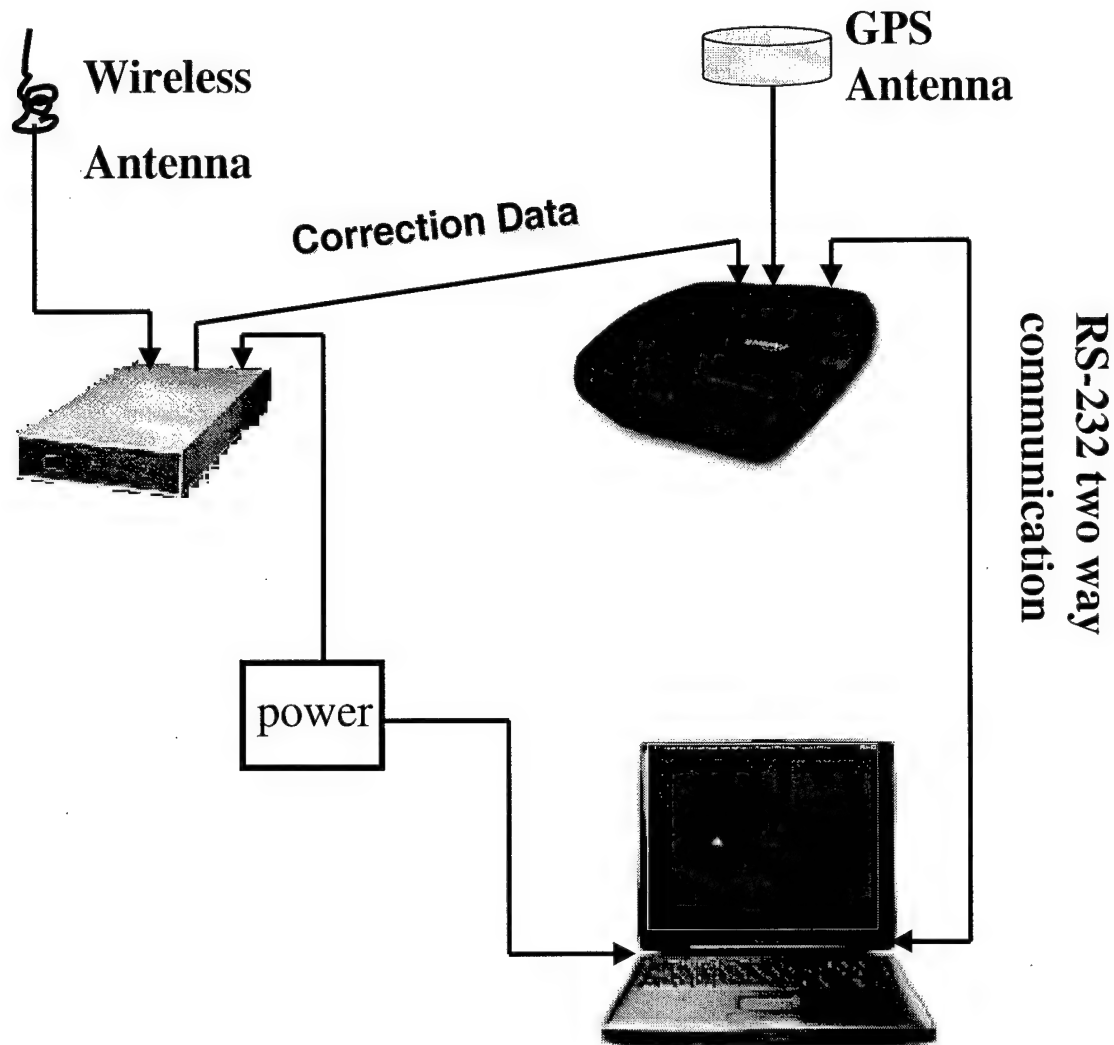 Wireless
Antenna
GPS
Antenna
Correction Data
RS-232 two way
communication
power